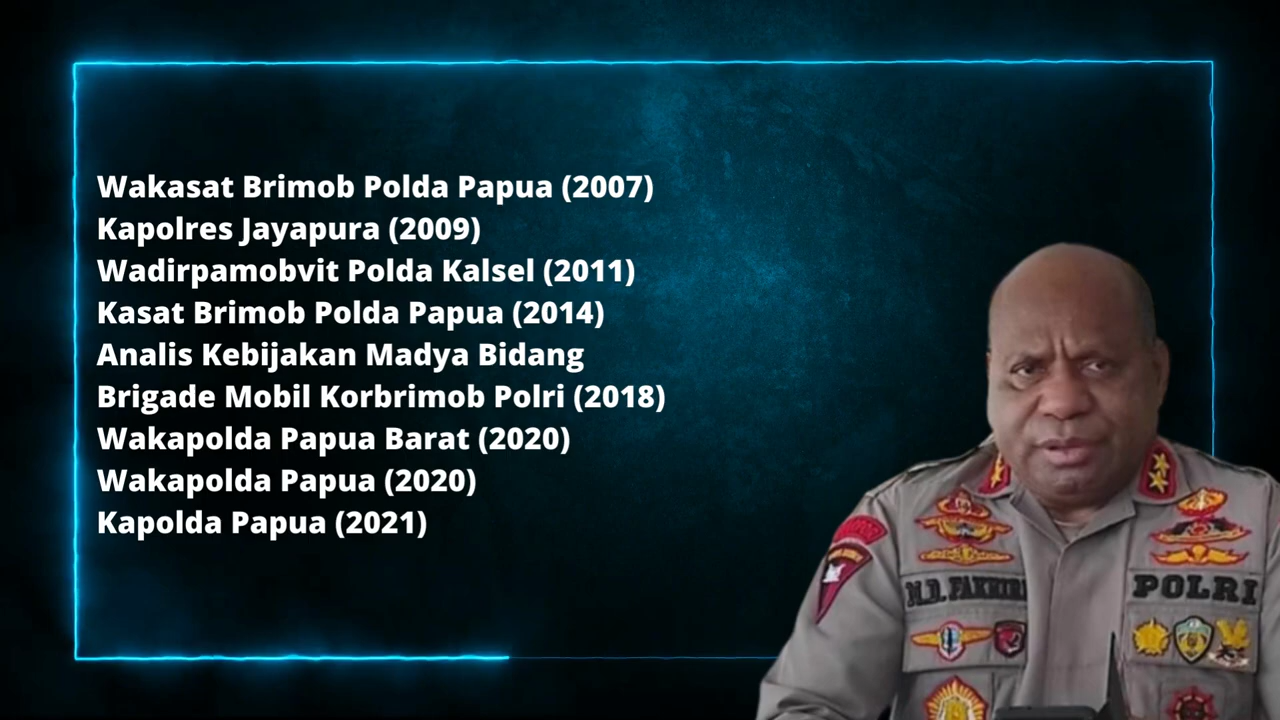 Wakasat Brimob Polda Papua (2007)
Kapolres Jayapura (2009)
Wadirpamobvit Polda Kalsel (2011)
Kasat Brimob Polda Papua (2014)
Analis Kebijakan Madya Bidang
Brigade Mobil Korbrimob Polri (2018)
Wakapolda Papua Barat (2020)
Wakapolda Papua (2020)
Kapolda Papua (2021)
M.D. FAKHIRI
POLRI